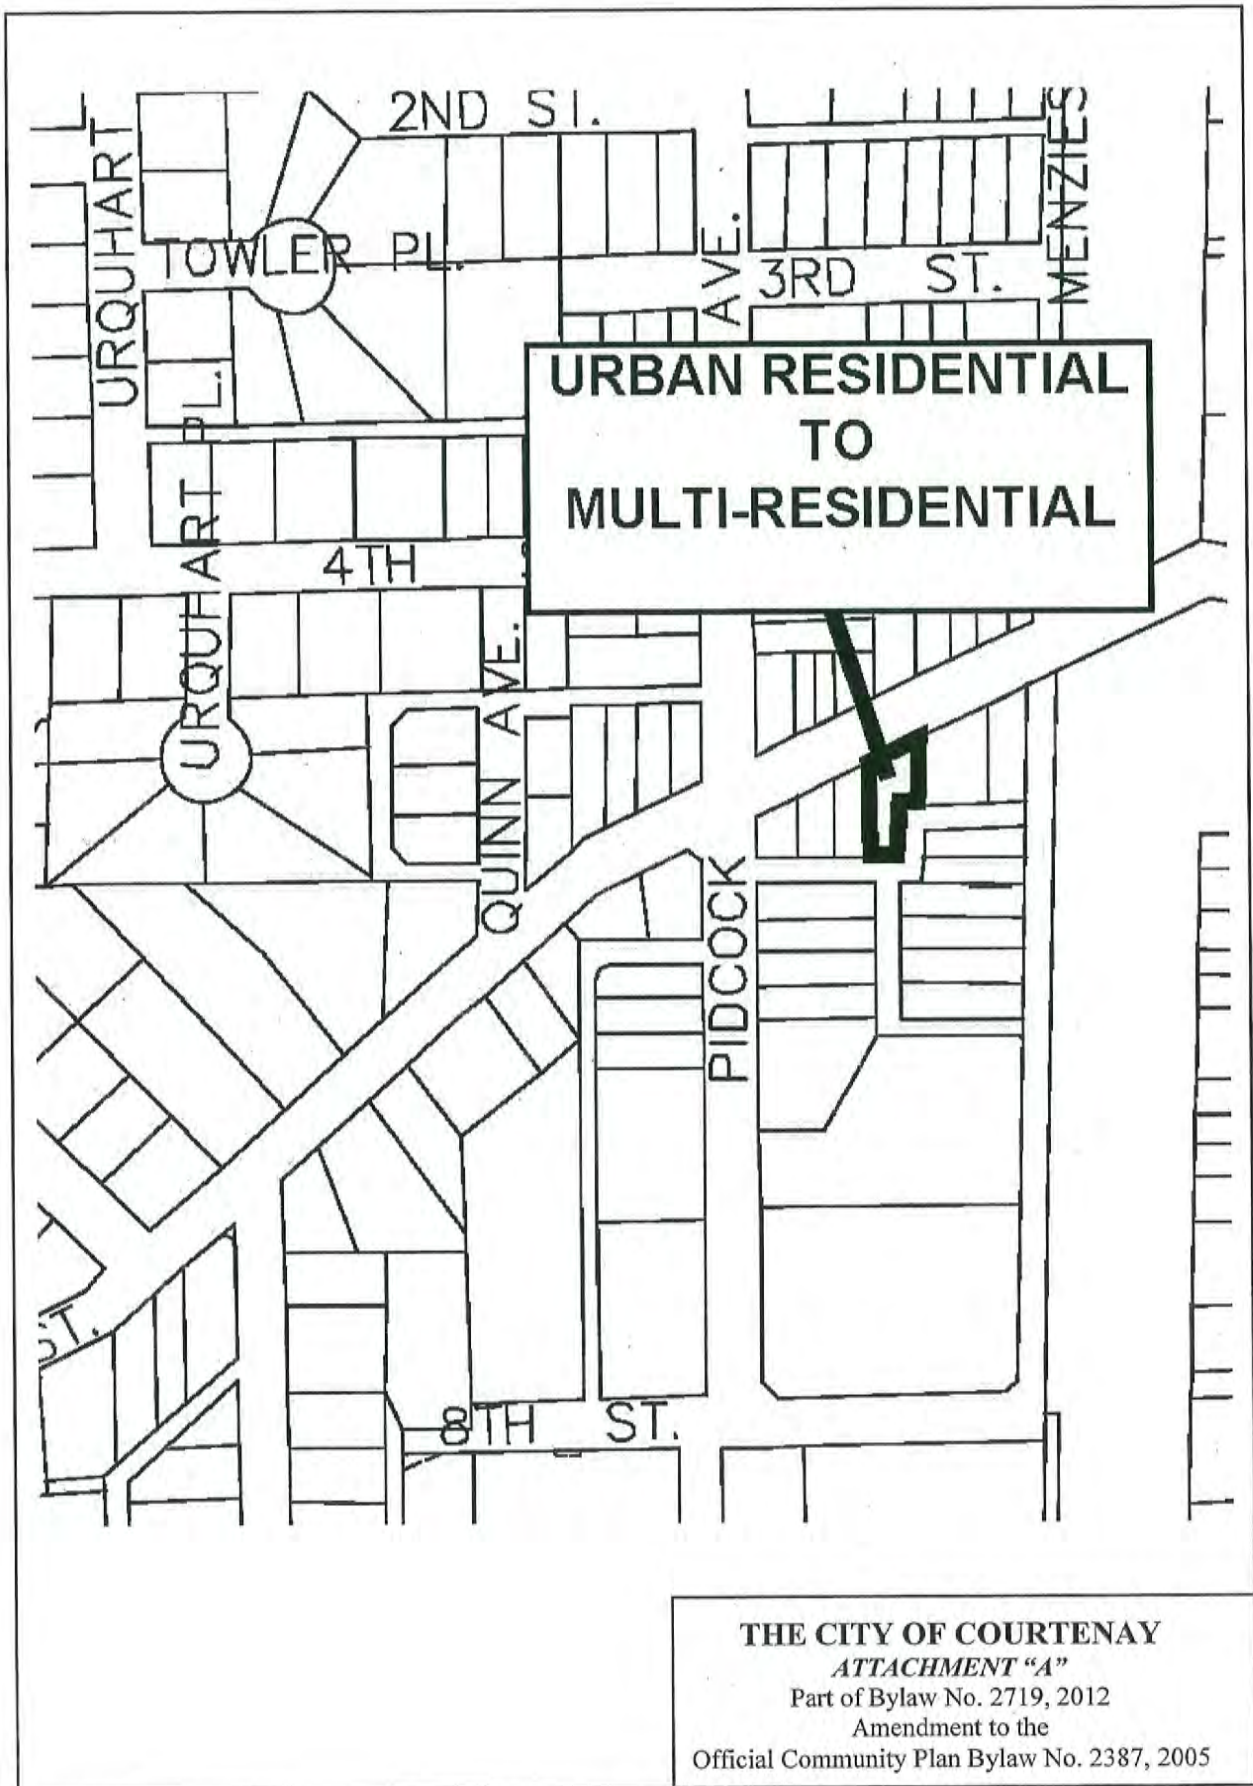 2ND ST.
URQUHART
MENZIES
TOWLER PL.
AVE.
3RD ST.
URBAN RESIDENTIAL
TO
MULTI-RESIDENTIAL
URQUHART PL.
4TH
QUINN AVE.
PIDCOCK
ST.
8TH ST.
THE CITY OF COURTENAY
ATTACHMENT “A”
Part of Bylaw No. 2719, 2012
Amendment to the
Official Community Plan Bylaw No. 2387, 2005